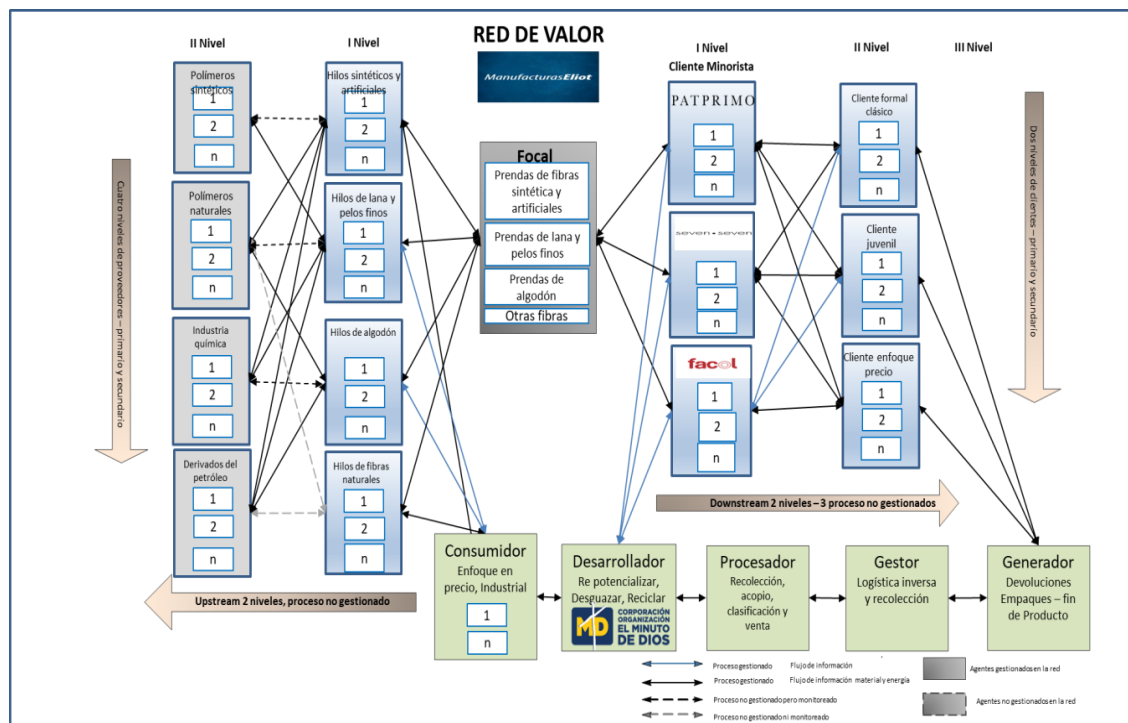 RED DE VALOR
ManufacturasEliot
II Nivel
I Nivel
I Nivel
Cliente Minorista
II Nivel
III Nivel
Cuatro niveles de proveedores – primario y secundario
Polímeros
sintéticos
1
2
n
Polímeros
naturales
1
2
n
Industria
química
1
2
n
Derivados del
petróleo
1
2
n
Hilos sintéticos y
artificiales
1
2
n
Hilos de lana y
pelos finos
1
2
n
Hilos de algodón
1
2
n
Hilos de fibras
naturales
1
2
n
Focal
Prendas de fibras
sintética y
artificiales
Prendas de lana y
pelos finos
Prendas de
algodón
Otras fibras
PATPRIMO
1
2
n
seven•seven
1
2
n
facol
1
2
n
Cliente formal
clásico
1
2
n
Cliente
juvenil
1
2
n
Cliente enfoque
precio
1
2
n
Dos niveles de clientes – primario y secundario
Downstream 2 niveles – 3 proceso no gestionados
Upstream 2 niveles, proceso no gestionado
Consumidor
Enfoque en
precio, Industrial
1
n
Desarrollador
Re potencializar,
Desguazar, Reciclar
MD
CORPORACIÓN
ORGANIZACIÓN
EL MINUTO
DE DIOS
Procesador
Recolección,
acopio,
clasificación y
venta
Gestor
Logística inversa
y recolección
Generador
Devoluciones
Empaques – fin
de Producto
Proceso gestionado Flujo de información
Proceso gestionado Flujo de información material y energía
Proceso no gestionado pero monitoreado
Proceso no gestionado ni monitoreado
Agentes gestionados en la red
Agentes no gestionados en la red